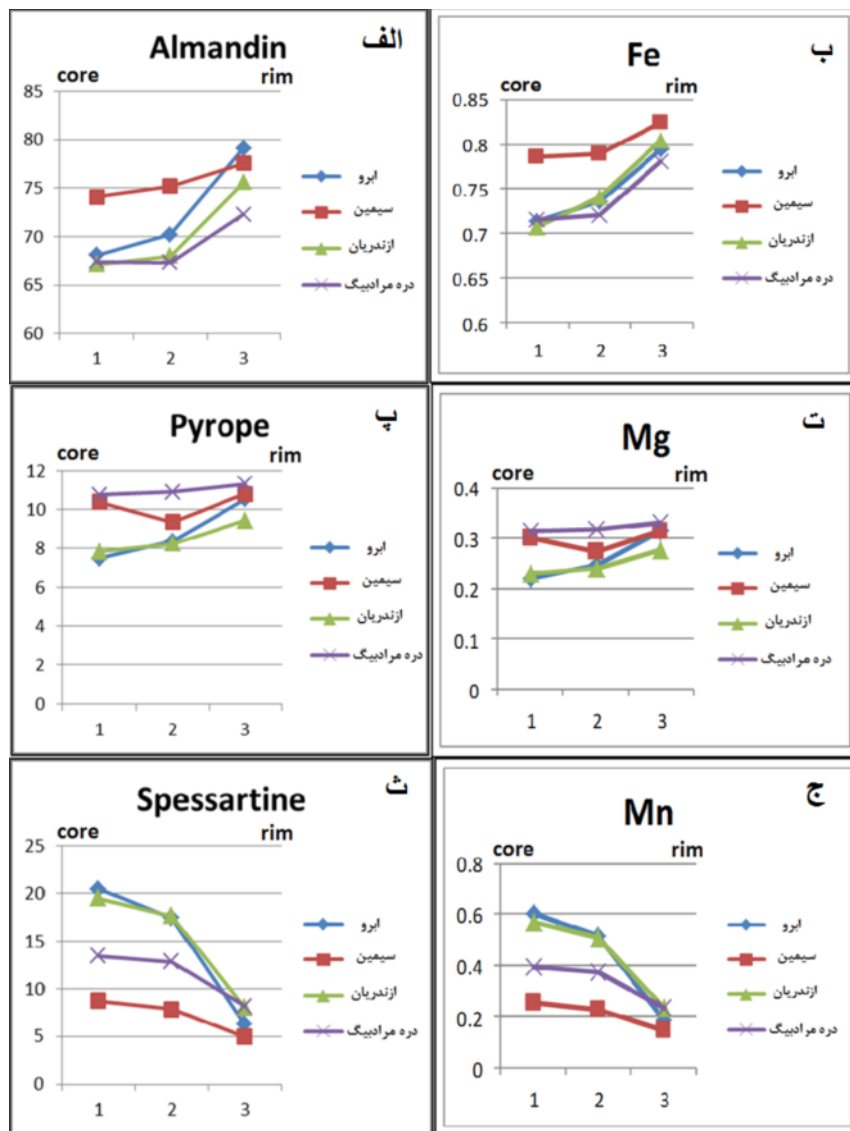 Almandin
الف
core
rim
85
80
75
70
65
60
1 2 3
ابرو
سیمین
ازندریان
دره مرادبیگ
Fe
ب
core
rim
0.85
0.8
0.75
0.7
0.65
0.6
1 2 3
ابرو
سیمین
ازندریان
دره مرادبیگ
Pyrope
پ
core
rim
12
10
8
6
4
2
0
1 2 3
ابرو
سیمین
ازندریان
دره مرادبیگ
Mg
ت
core
rim
0.4
0.3
0.2
0.1
0
1 2 3
ابرو
سیمین
ازندریان
دره مرادبیگ
Spessartine
ث
core
rim
25
20
15
10
5
0
1 2 3
ابرو
سیمین
ازندریان
دره مرادبیگ
Mn
ج
core
rim
0.8
0.6
0.4
0.2
0
1 2 3
ابرو
سیمین
ازندریان
دره مرادبیگ